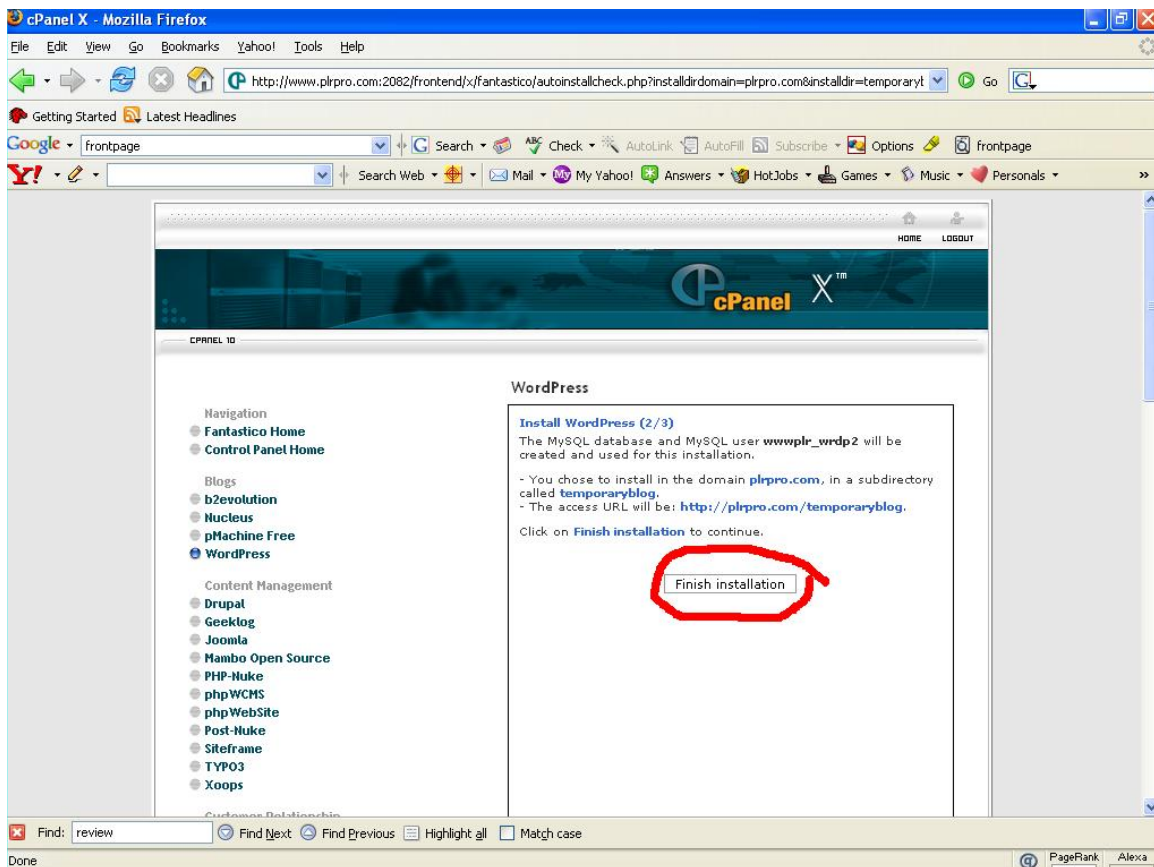 cPanel X - Mozilla Firefox
File Edit View Go Bookmarks Yahoo! Tools Help
http://www.plrpro.com:2082/frontend/x/fantastico/autoinstallcheck.php?installdirdomain=plrpro.com&installdir=temporaryb Go G
Getting Started Latest Headlines
Google frontpage G Search ABC Check AutoLink AutoFill Subscribe Options frontpage
Y! Search Web Mail My My Yahoo! Answers HotJobs Games Music Personals »
HOME LOGOUT
cPanel X™
CPANEL 10
WordPress
Navigation
Fantastico Home
Control Panel Home
Blogs
b2evolution
Nucleus
pMachine Free
WordPress
Content Management
Drupal
Geeklog
Joomla
Mambo Open Source
PHP-Nuke
phpWCMS
phpWebSite
Post-Nuke
Siteframe
TYPO3
Xoops
Customer Relationship
Install WordPress (2/3)
The MySQL database and MySQL user wwwplr_wrdp2 will be
created and used for this installation.
- You chose to install in the domain plrpro.com, in a subdirectory
called temporaryblog.
- The access URL will be: http://plrpro.com/temporaryblog.
Click on Finish installation to continue.
Finish installation
Find: review Find Next Find Previous Highlight all Match case
Done PageRank Alexa